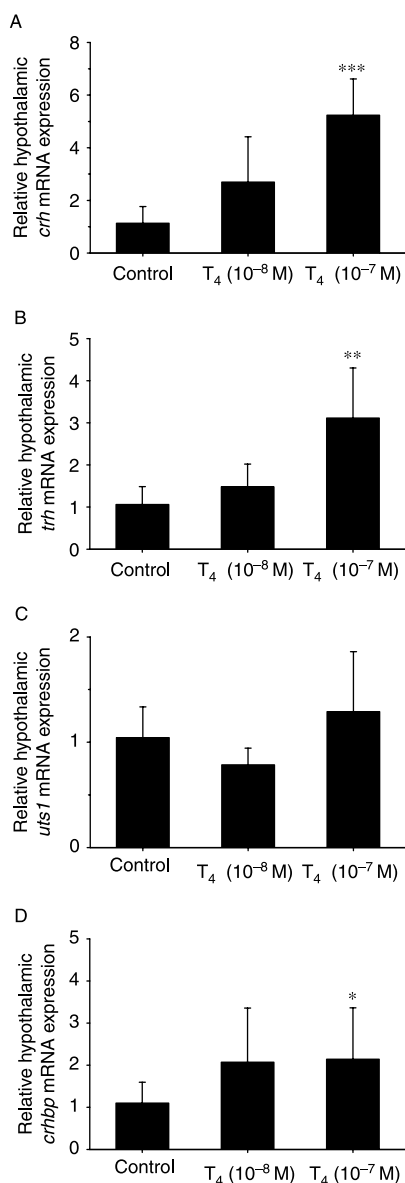 A
Relative hypothalamic
crh mRNA expression
8
6
4
2
0
***
Control
T4 (10−8 M)
T4 (10−7 M)
B
Relative hypothalamic
trh mRNA expression
5
4
3
2
1
0
**
Control
T4 (10−8 M)
T4 (10−7 M)
C
Relative hypothalamic
uts1 mRNA expression
2
1
0
Control
T4 (10−8 M)
T4 (10−7 M)
D
Relative hypothalamic
crhbp mRNA expression
5
4
3
2
1
0
*
Control
T4 (10−8 M)
T4 (10−7 M)